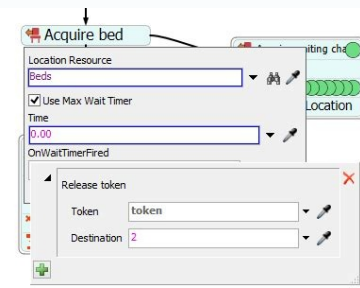 Acquire bed
Location Resource
Beds
Use Max Wait Timer
Time
0.00
OnWaitTimerFired
Location
Release token
Token
token
Destination
2